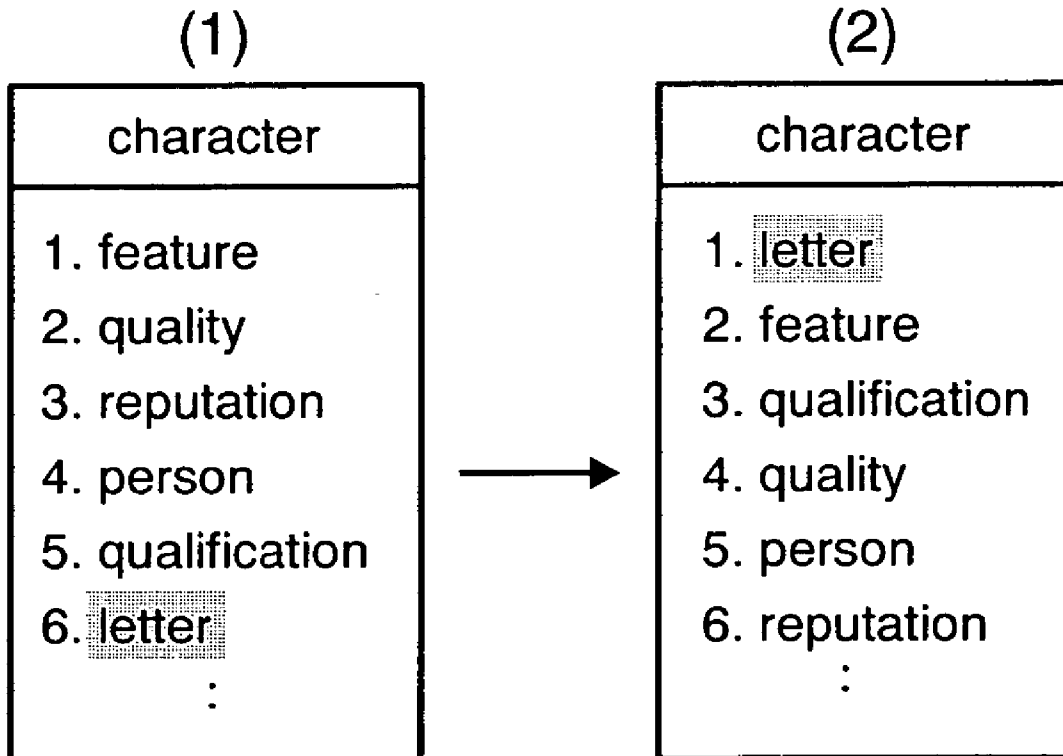 (1)
character
1. feature
2. quality
3. reputation
4. person
5. qualification
6. letter
:
(2)
character
1. letter
2. feature
3. qualification
4. quality
5. person
6. reputation
: